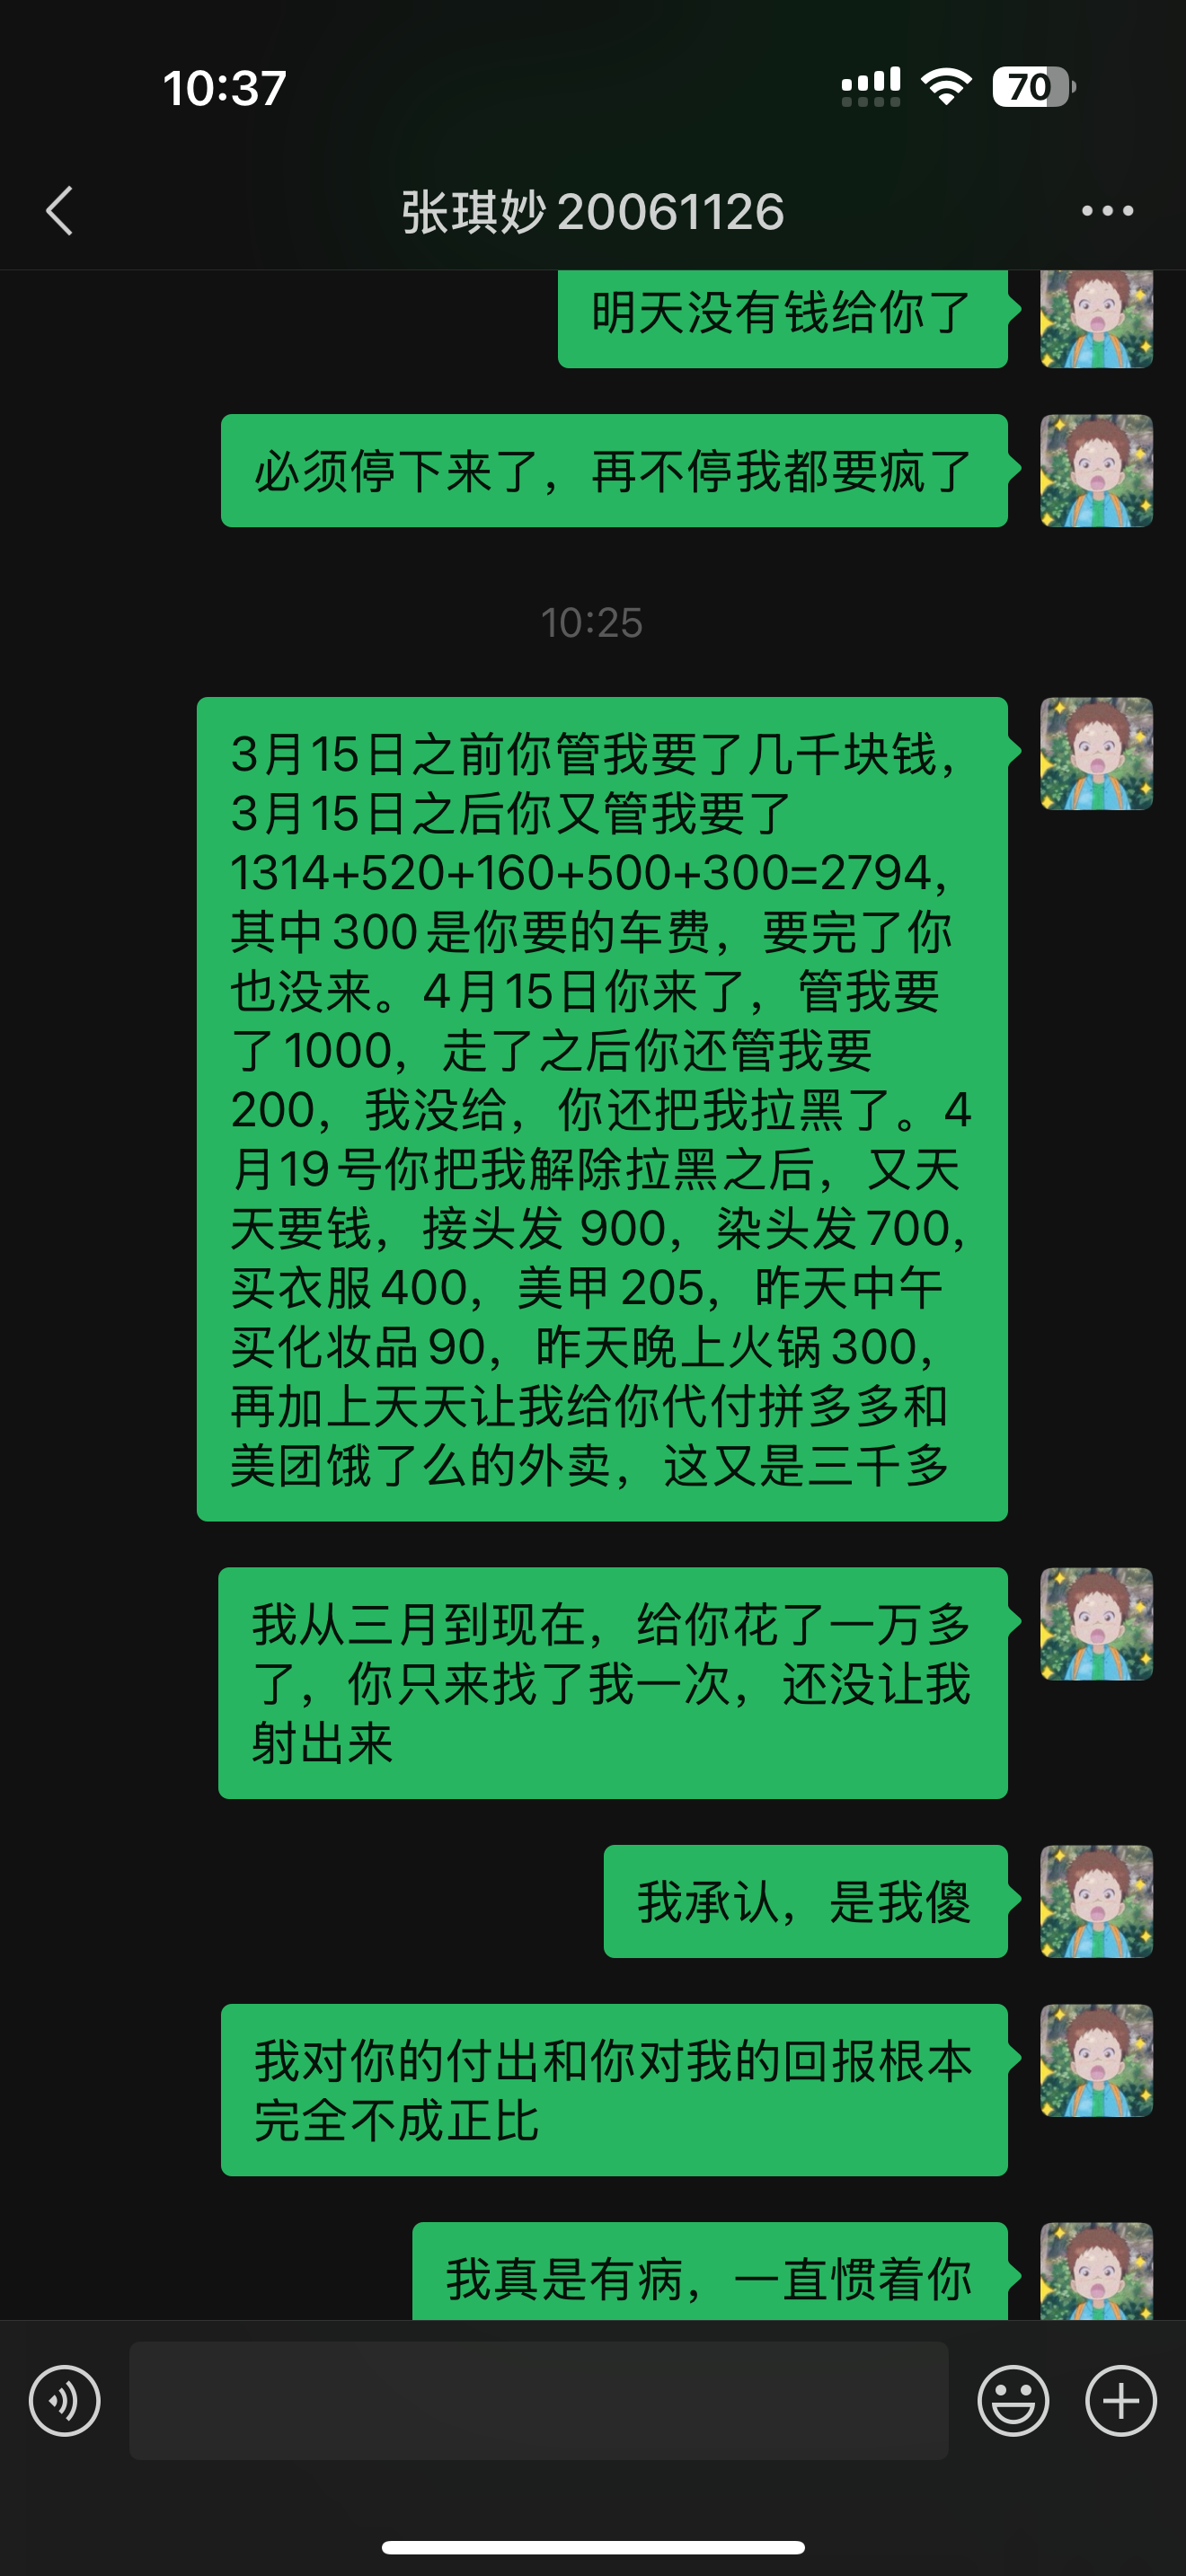 10:37
70
张琪妙20061126
明天没有钱给你了
必须停下来了，再不停我都要疯了
10:25
3月15日之前你管我要了几千块钱，
3月15日之后你又管我要了
1314+520+160+500+300=2794，
其中300是你要的车费，要完了你
也没来。4月15日你来了，管我要
了1000，走了之后你还管我要
200，我没给，你还把我拉黑了。4
月19号你把我解除拉黑之后，又天
天要钱，接头发 900，染头发700，
买衣服400，美甲205，昨天中午
买化妆品90，昨天晚上火锅300，
再加上天天让我给你代付拼多多和
美团饿了么的外卖，这又是三千多
我从三月到现在，给你花了一万多
了，你只来找了我一次，还没让我
射出来
我承认，是我傻
我对你的付出和你对我的回报根本
完全不成正比
我真是有病，一直惯着你